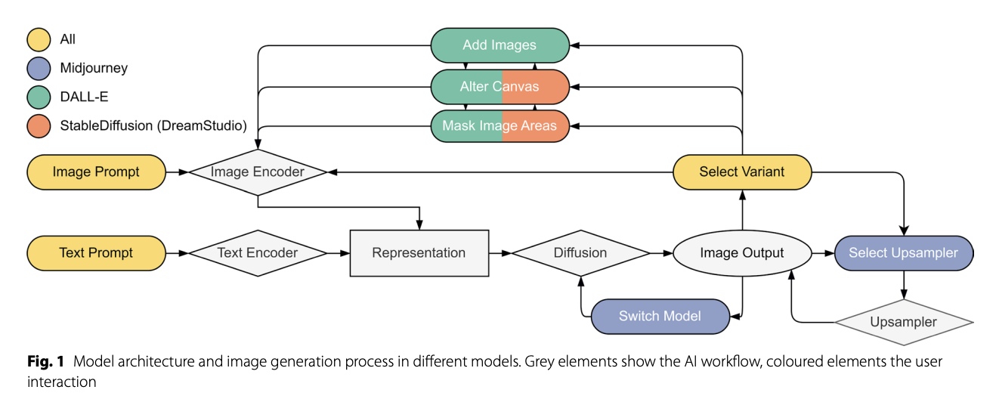 All
Midjourney
DALL-E
StableDiffusion (DreamStudio)
Add Images
Alter Canvas
Mask Image Areas
Image Prompt
Image Encoder
Select Variant
Text Prompt
Text Encoder
Representation
Diffusion
Image Output
Select Upsampler
Switch Model
Upsampler
Fig. 1 Model architecture and image generation process in different models. Grey elements show the AI workflow, coloured elements the user
interaction